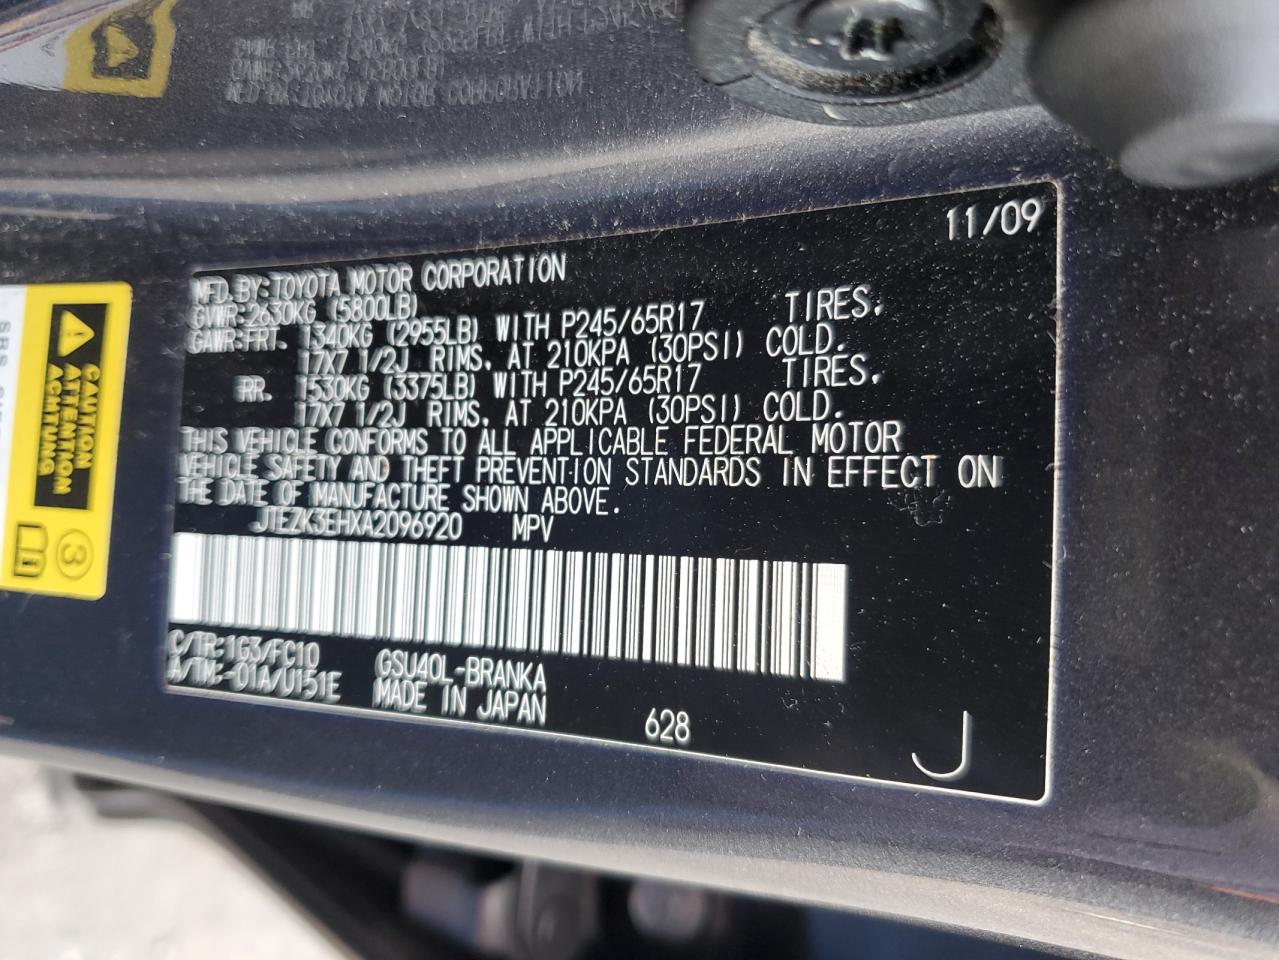 11/09
MFD.BY:TOYOTA MOTOR CORPORATION
GVWR:2630KG (5800LB)
GAWR:FRT. 1340KG (2955LB) WITH P245/65R17 TIRES,
17X7 1/2J RIMS, AT 210KPA (30PSI) COLD.
RR. 1530KG (3375LB) WITH P245/65R17 TIRES,
17X7 1/2J RIMS, AT 210KPA (30PSI) COLD.
THIS VEHICLE CONFORMS TO ALL APPLICABLE FEDERAL MOTOR
VEHICLE SAFETY AND THEFT PREVENTION STANDARDS IN EFFECT ON
THE DATE OF MANUFACTURE SHOWN ABOVE.
JTEZK3EHXA2096920 MPV
C/TR:1G3/FC10 GSU40L-BRANKA
A/TM:-01A/U151E MADE IN JAPAN
628
J
CAUTION
ATTENTION
ACHTUNG
3